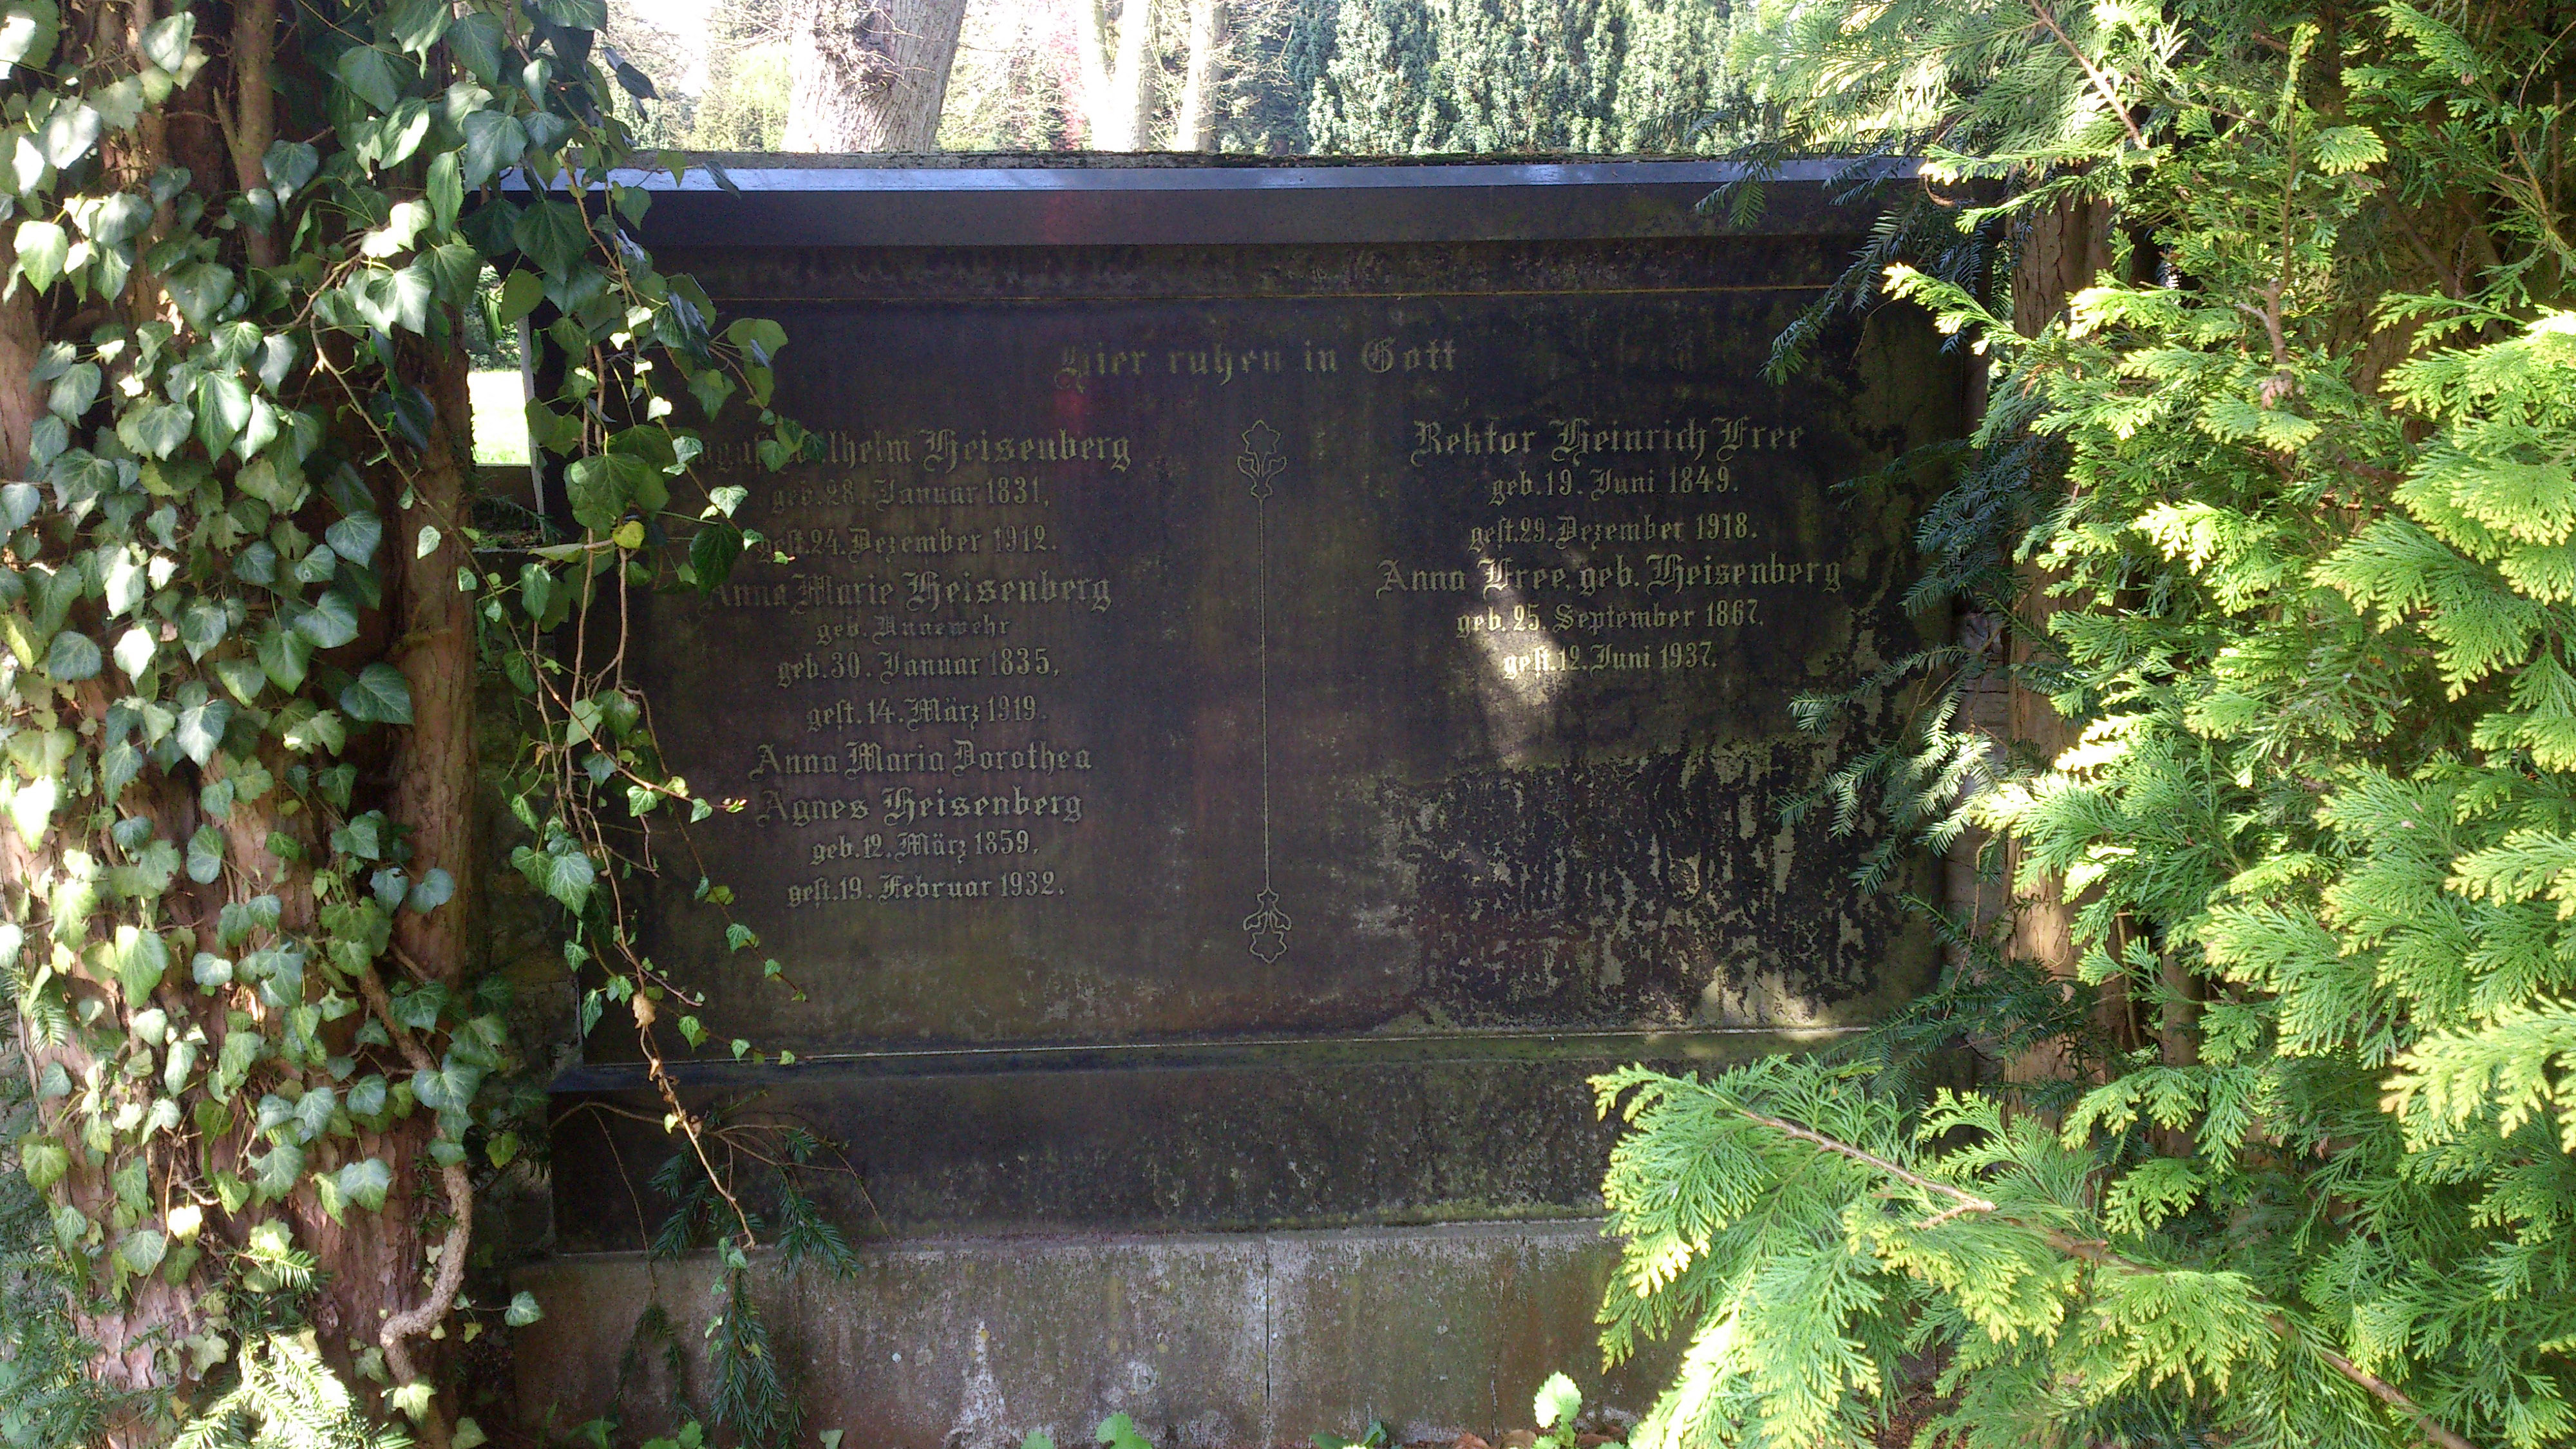 Hier ruhen in Gott
Wilhelm Heisenberg
geb. 28. Januar 1831,
gest. 24. Dezember 1912.
Anna Marie Heisenberg
geb. Unnewehr
geb. 30. Januar 1835,
gest. 14. März 1919.
Anna Maria Dorothea
Agnes Heisenberg
geb. 12. März 1859,
gest. 19. Februar 1932.
Rektor Heinrich Free
geb. 19. Juni 1849.
gest. 29. Dezember 1918.
Anna Free, geb. Heisenberg
geb. 25. September 1867,
gest. 12. Juni 1937.